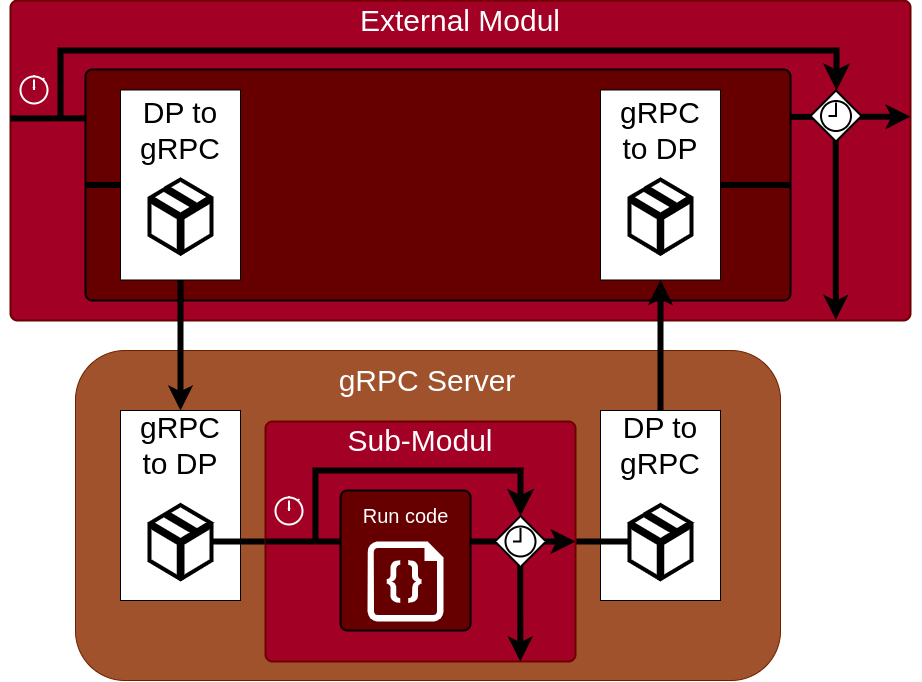 External Modul
DP to
gRPC
gRPC
to DP
gRPC Server
gRPC
to DP
Sub-Modul
Run code
{}
DP to
gRPC